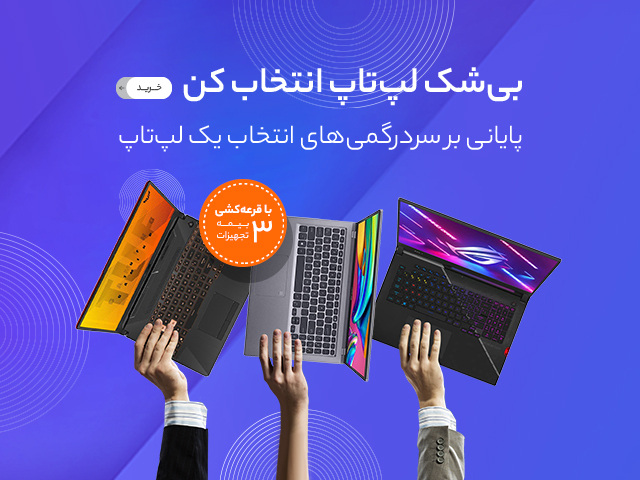 بی‌شک لپ‌تاپ انتخاب کن
خرید
پایانی بر سردرگمی‌های انتخاب یک لپ‌تاپ
با قرعه‌کشی
۳ بیمه
تجهیزات
TUF